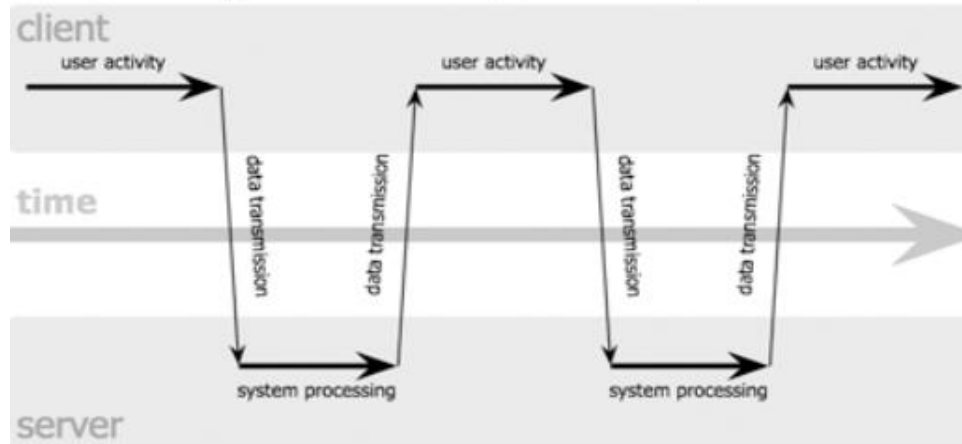 client
user activity
user activity
user activity
data transmission
data transmission
data transmission
data transmission
time
system processing
system processing
server